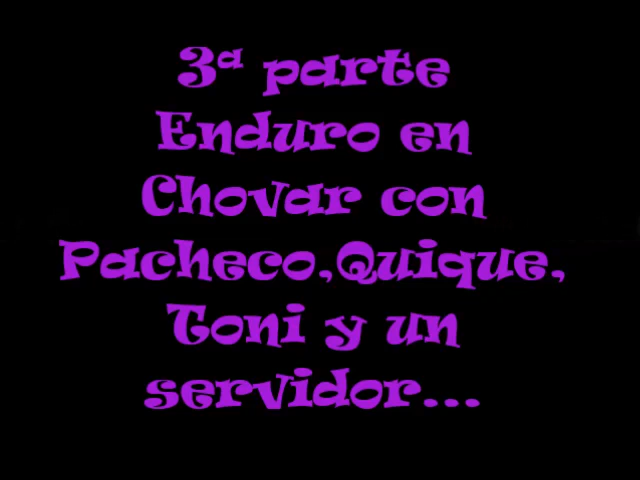 3ª parte
Enduro en
Chovar con
Pacheco,Quique,
Toni y un
servidor...